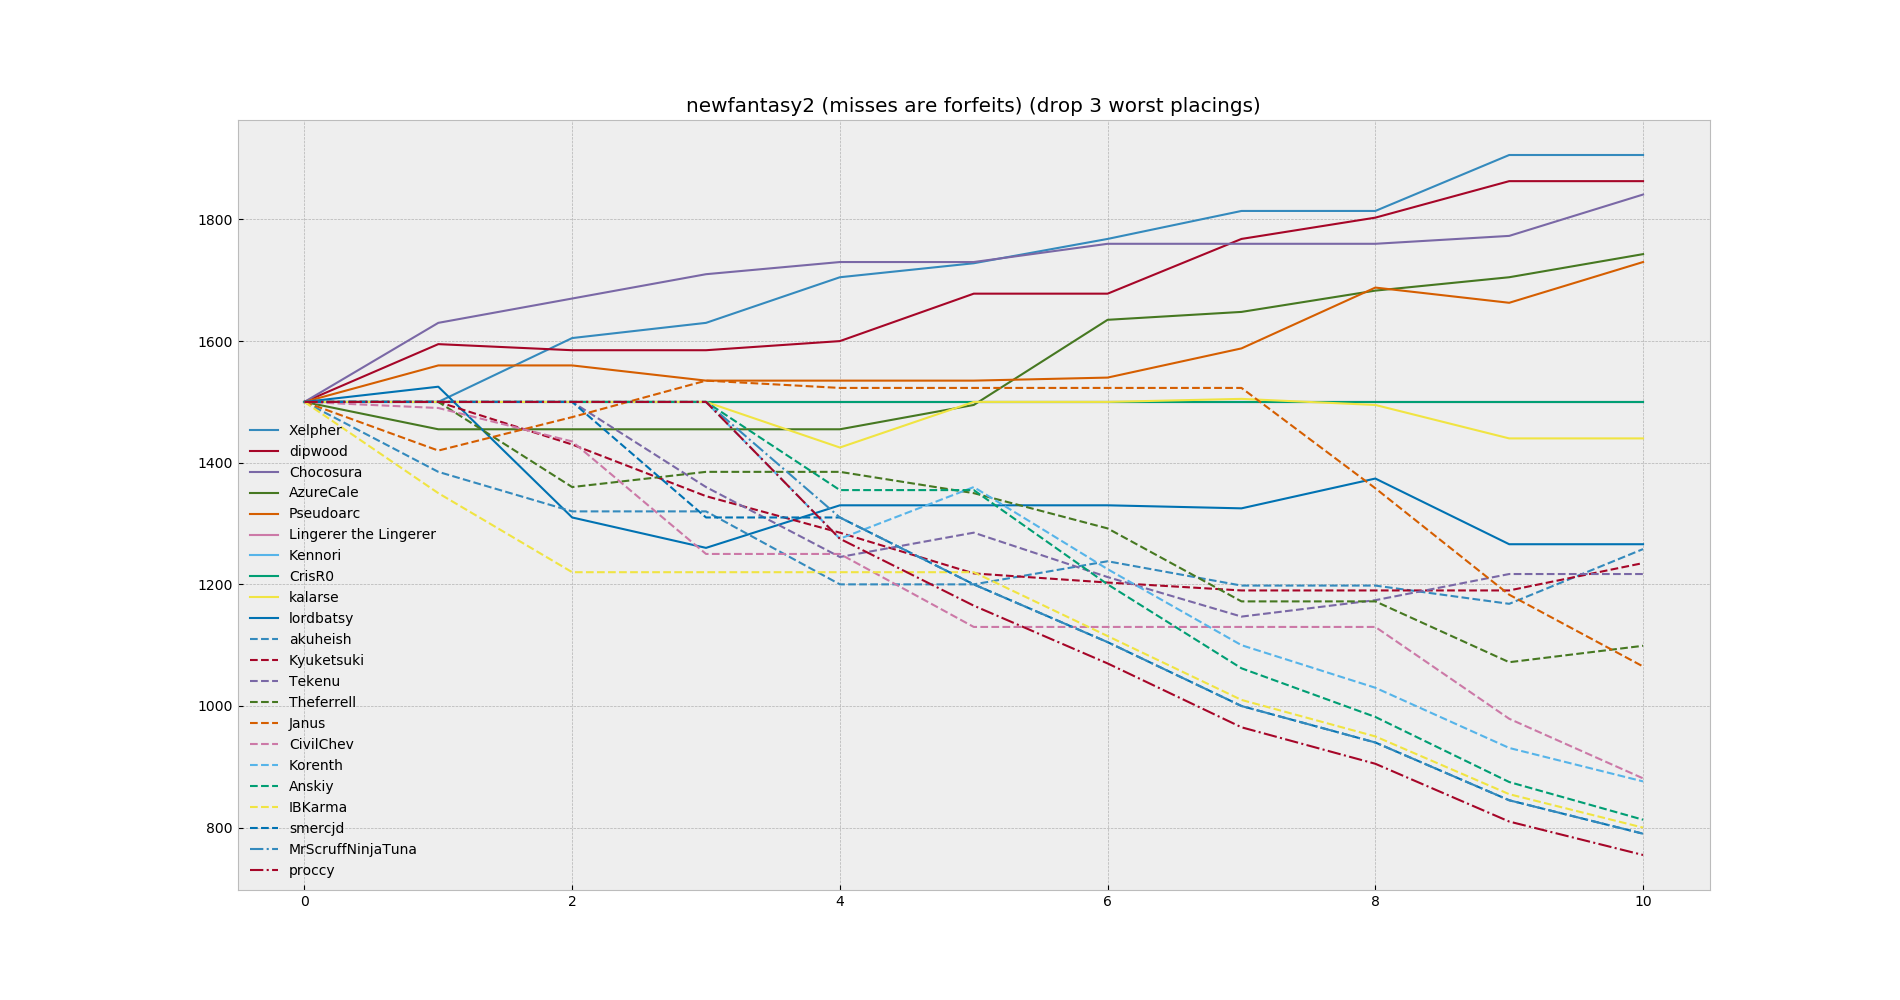 newfantasy2 (misses are forfeits) (drop 3 worst placings)
1800
1600
1400
1200
1000
800
Xelpher
dipwood
Chocosura
AzureCale
Pseudoarc
Lingerer the Lingerer
Kennori
CrisR0
kalarse
lordbatsy
akuheish
Kyuketsuki
Tekenu
Theferrell
Janus
CivilChev
Korenth
Anskiy
IBKarma
smercjd
MrScruffNinjaTuna
proccy
0 2 4 6 8 10